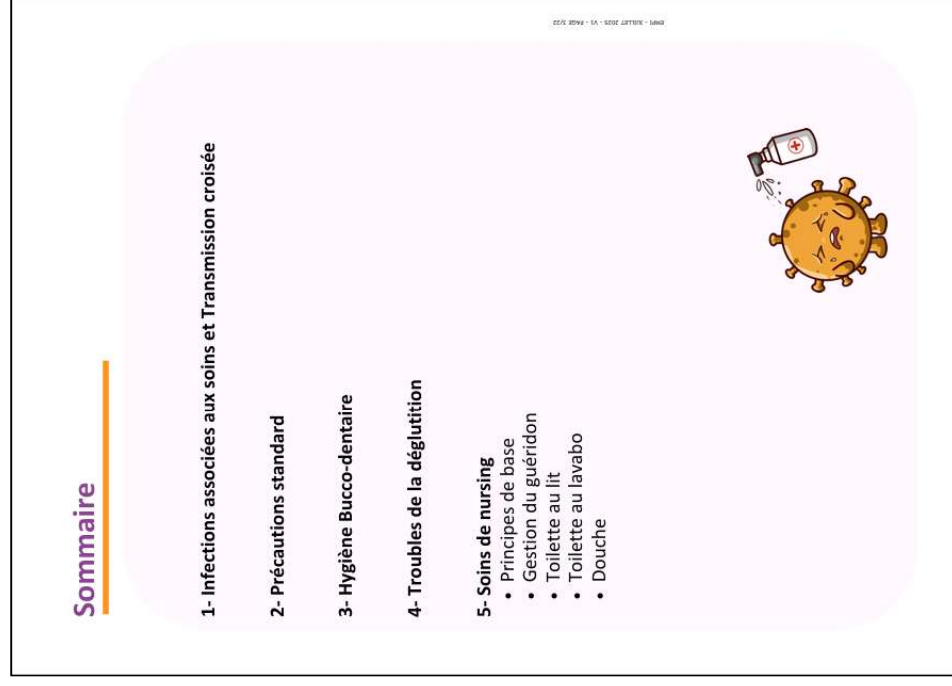 Sommaire
1- Infections associées aux soins et Transmission croisée
2- Précautions standard
3- Hygiène Bucco-dentaire
4- Troubles de la déglutition
5- Soins de nursing
• Principes de base
• Gestion du guéridon
• Toilette au lit
• Toilette au lavabo
• Douche